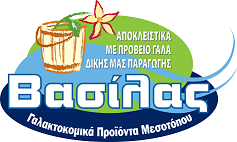 ΑΠΟΚΛΕΙΣΤΙΚΑ
ΜΕ ΠΡΟΒΕΙΟ ΓΑΛΑ
ΔΙΚΗΣ ΜΑΣ ΠΑΡΑΓΩΓΗΣ
Βασίλας
Γαλακτοκομικά Προϊόντα Μεσοτόπου